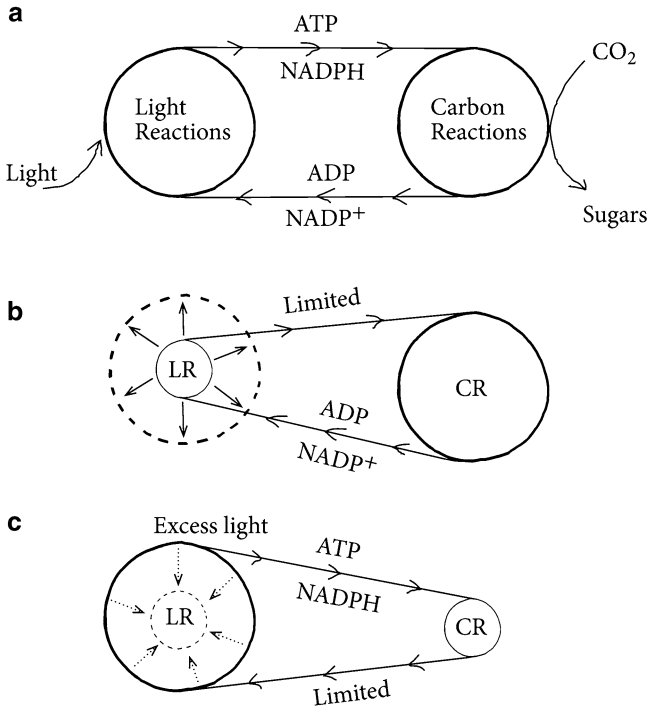 a
ATP
NADPH
CO2
Light
Reactions
Carbon
Reactions
Light
ADP
NADP+
Sugars
b
Limited
LR
CR
ADP
NADP+
c
Excess light
ATP
NADPH
LR
CR
Limited